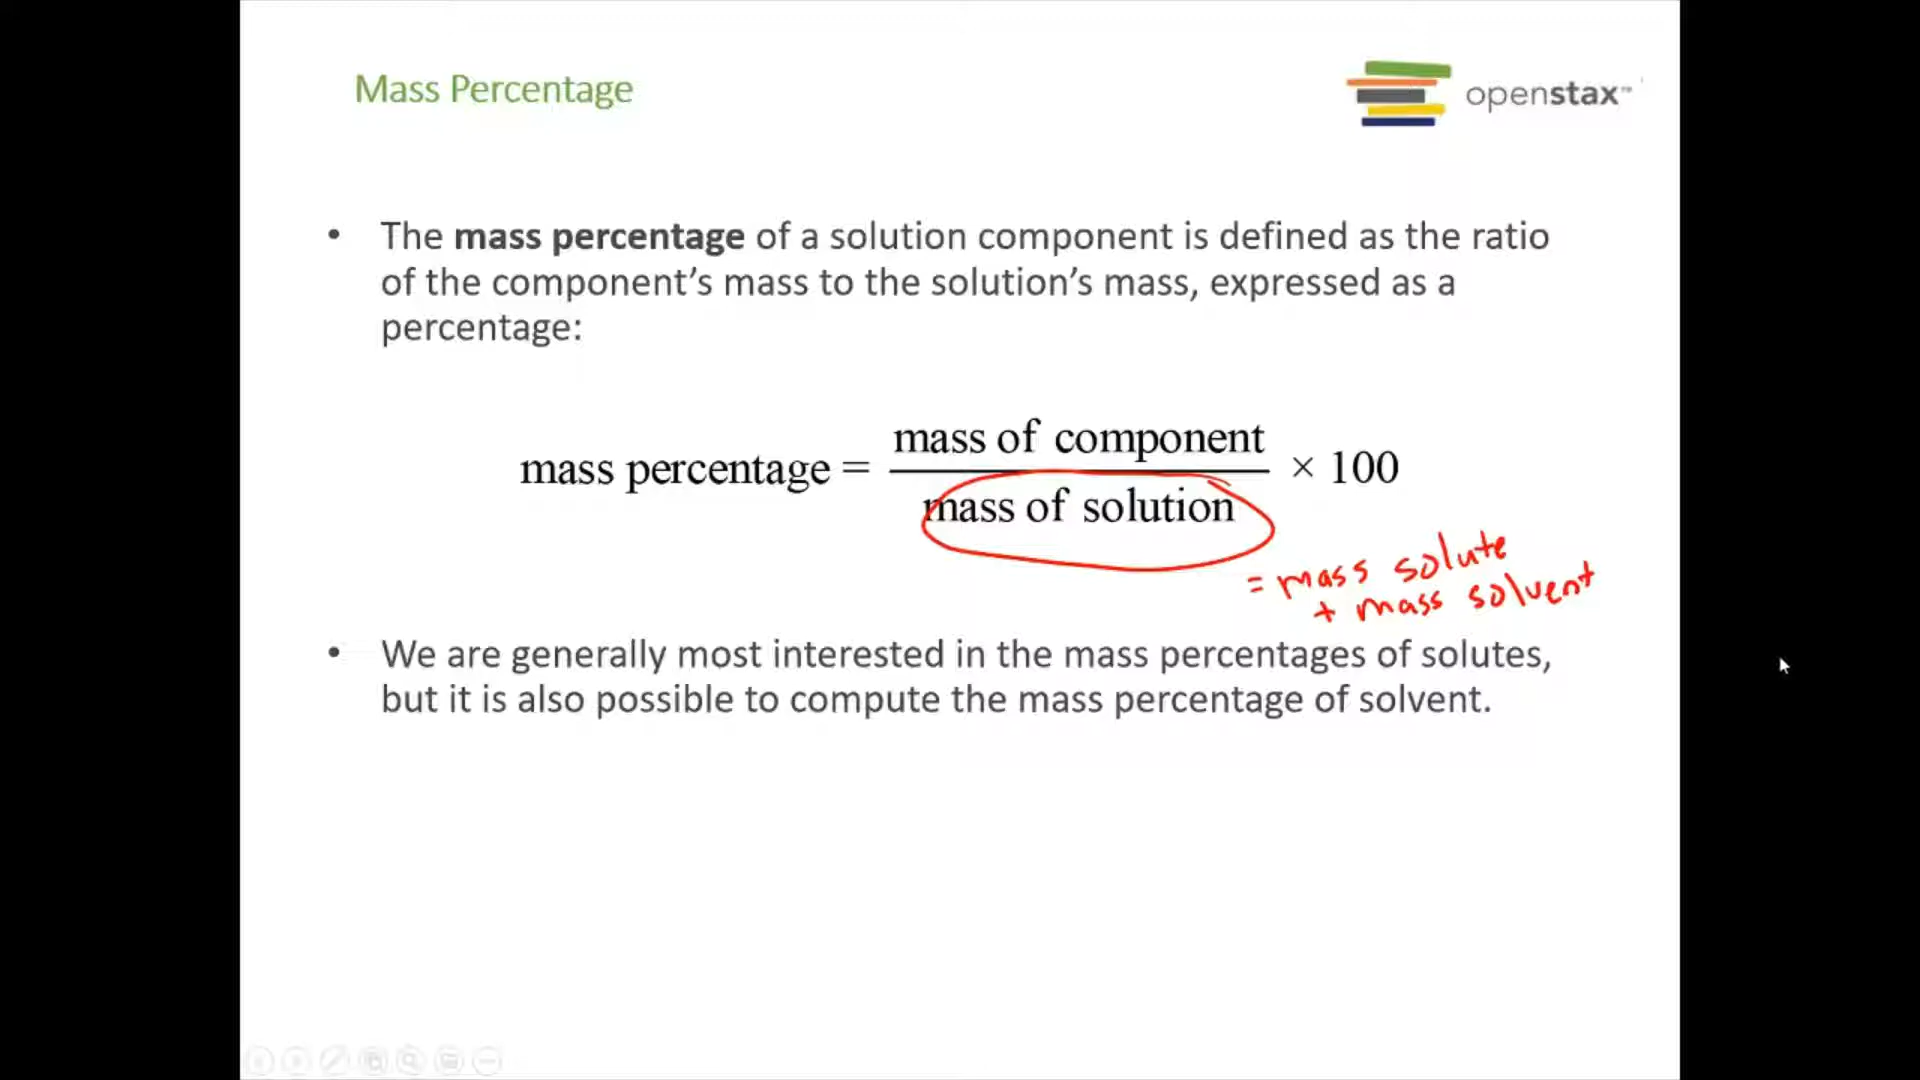 Mass Percentage
openstax™
• The mass percentage of a solution component is defined as the ratio
of the component's mass to the solution's mass, expressed as a
percentage:
mass percentage = mass of component / mass of solution × 100
= mass solute
+ mass solvent
• We are generally most interested in the mass percentages of solutes,
but it is also possible to compute the mass percentage of solvent.